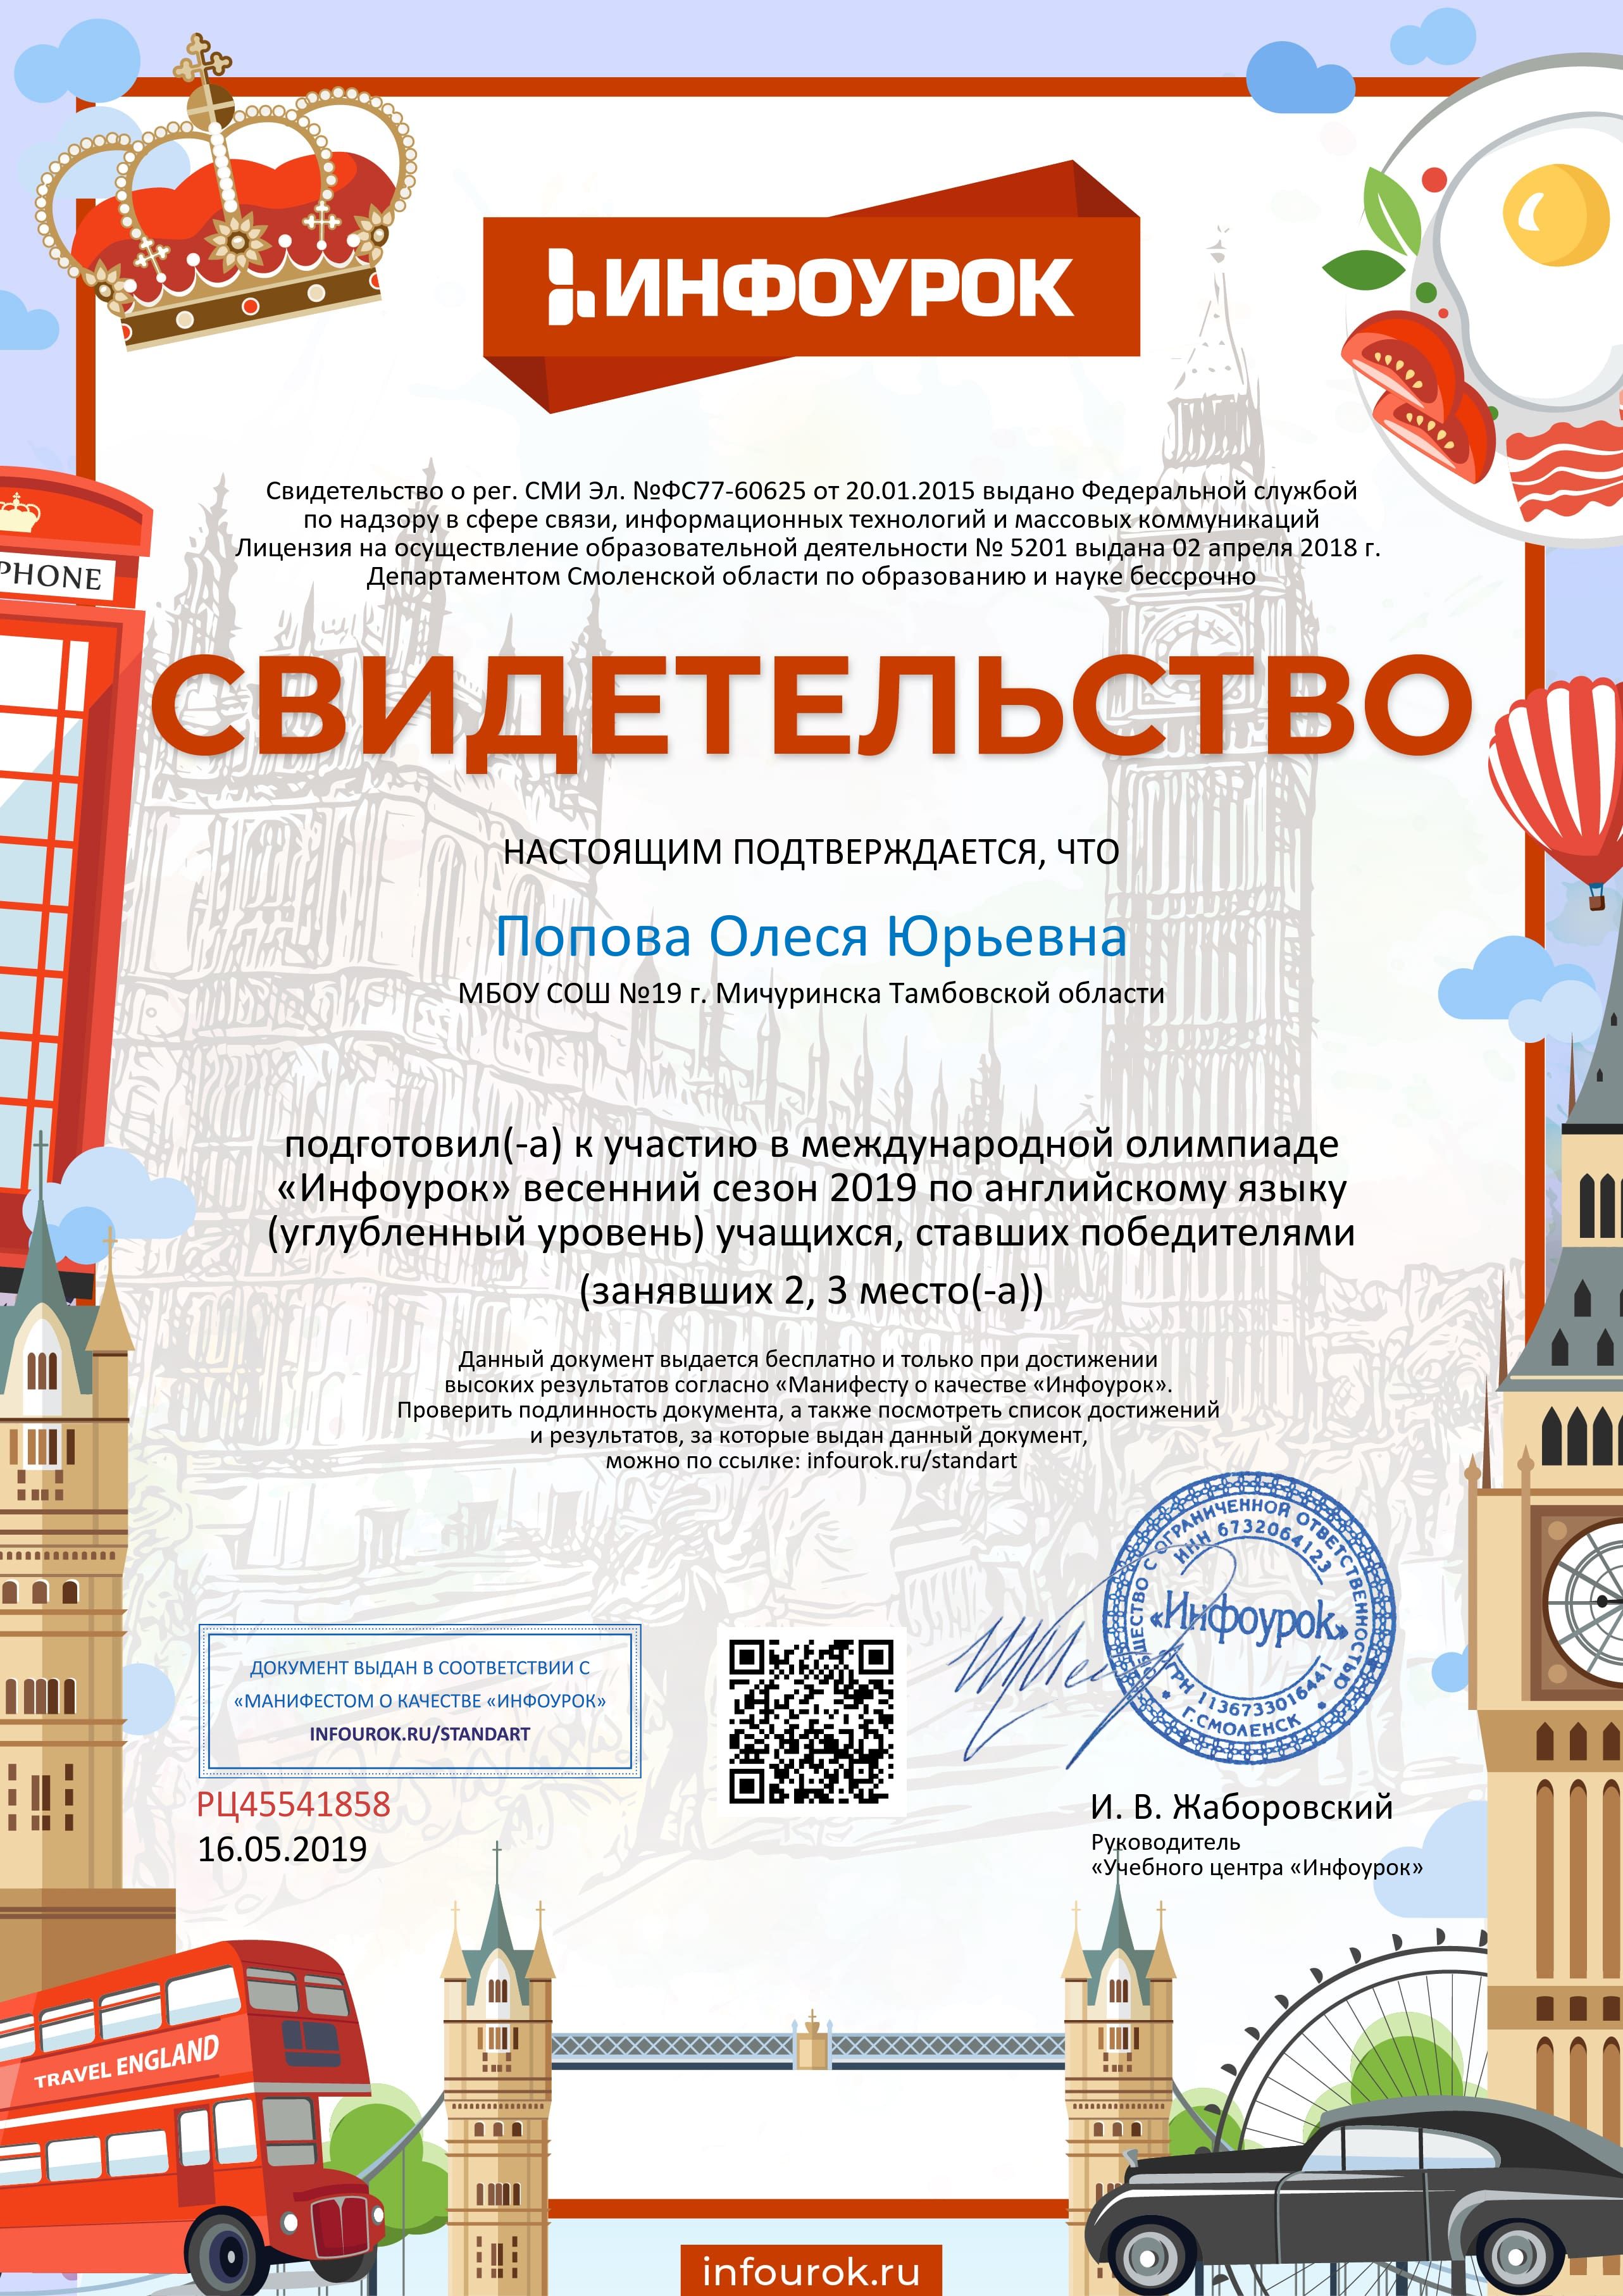 ИНФОУРОК
Свидетельство о рег. СМИ Эл. №ФС77-60625 от 20.01.2015 выдано Федеральной службой
по надзору в сфере связи, информационных технологий и массовых коммуникаций
Лицензия на осуществление образовательной деятельности № 5201 выдана 02 апреля 2018 г.
Департаментом Смоленской области по образованию и науке бессрочно
PHONE
СВИДЕТЕЛЬСТВО
НАСТОЯЩИМ ПОДТВЕРЖДАЕТСЯ, ЧТО
Попова Олеся Юрьевна
МБОУ СОШ №19 г. Мичуринска Тамбовской области
подготовил(-а) к участию в международной олимпиаде
«Инфоурок» весенний сезон 2019 по английскому языку
(углубленный уровень) учащихся, ставших победителями
(занявших 2, 3 место(-а))
Данный документ выдается бесплатно и только при достижении
высоких результатов согласно «Манифесту о качестве «Инфоурок».
Проверить подлинность документа, а также посмотреть список достижений
и результатов, за которые выдан данный документ,
можно по ссылке: infourok.ru/standart
ОБЩЕСТВО С ОГРАНИЧЕННОЙ ОТВЕТСТВЕННОСТЬЮ
ИНН 6732064123
«Инфоурок»
ОГРН 1136733016441
Г.СМОЛЕНСК
ДОКУМЕНТ ВЫДАН В СООТВЕТСТВИИ С
«МАНИФЕСТОМ О КАЧЕСТВЕ «ИНФОУРОК»
INFOUROK.RU/STANDART
РЦ45541858
16.05.2019
И. В. Жаборовский
Руководитель
«Учебного центра «Инфоурок»
TRAVEL ENGLAND
infourok.ru